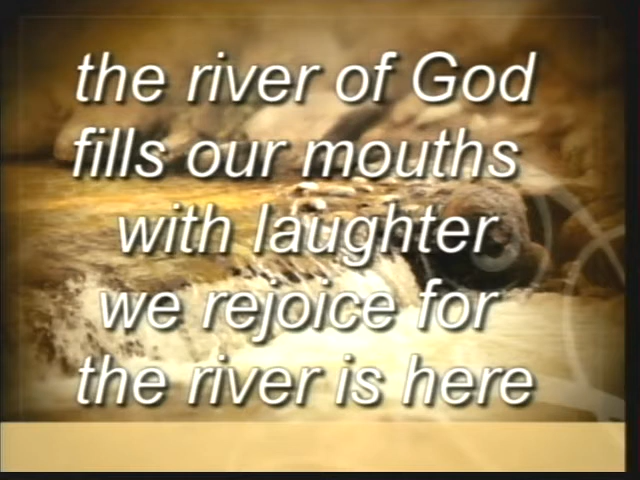 the river of God
fills our mouths
with laughter
we rejoice for
the river is here